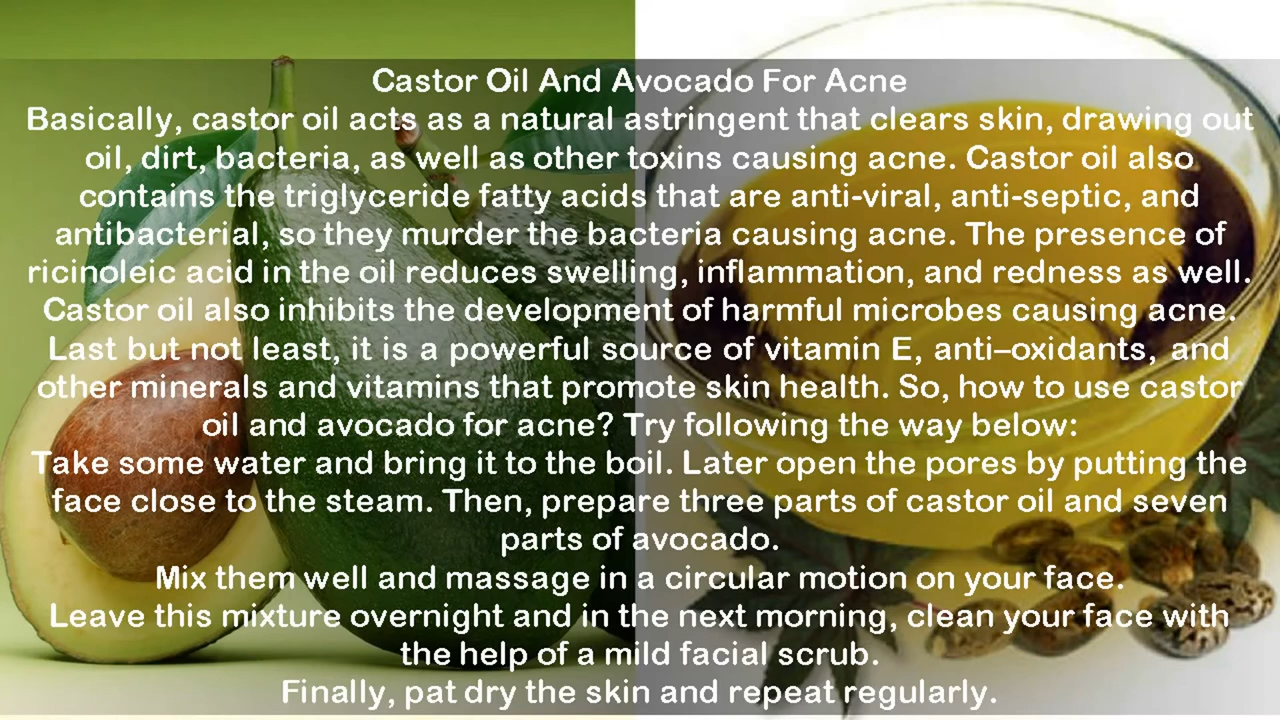 Castor Oil And Avocado For Acne
Basically, castor oil acts as a natural astringent that clears skin, drawing out
oil, dirt, bacteria, as well as other toxins causing acne. Castor oil also
contains the triglyceride fatty acids that are anti-viral, anti-septic, and
antibacterial, so they murder the bacteria causing acne. The presence of
ricinoleic acid in the oil reduces swelling, inflammation, and redness as well.
Castor oil also inhibits the development of harmful microbes causing acne.
Last but not least, it is a powerful source of vitamin E, anti–oxidants, and
other minerals and vitamins that promote skin health. So, how to use castor
oil and avocado for acne? Try following the way below:
Take some water and bring it to the boil. Later open the pores by putting the
face close to the steam. Then, prepare three parts of castor oil and seven
parts of avocado.
Mix them well and massage in a circular motion on your face.
Leave this mixture overnight and in the next morning, clean your face with
the help of a mild facial scrub.
Finally, pat dry the skin and repeat regularly.